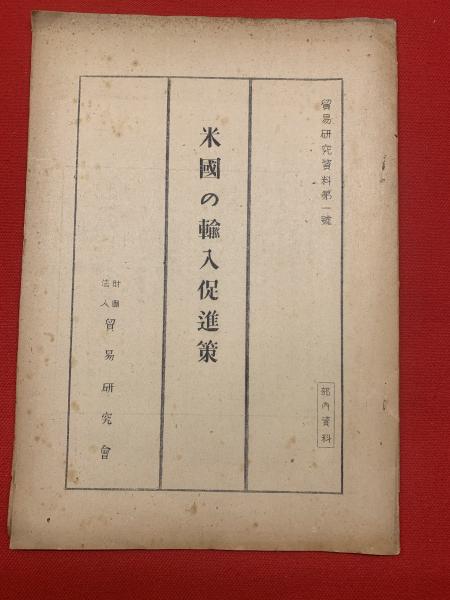 貿易研究資料第一號
部內資料
米國の輸入促進策
財團
法人
貿易研究會